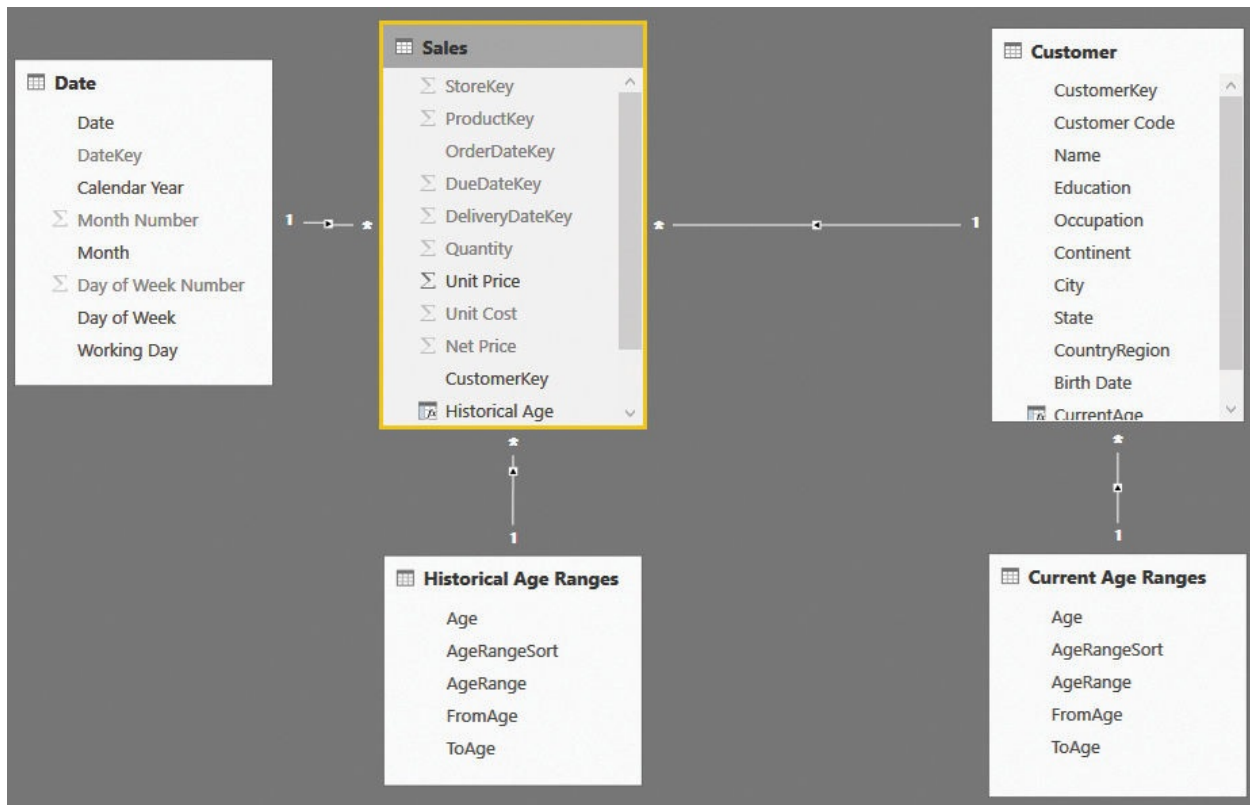 Date
Date
DateKey
Calendar Year
Σ Month Number
Month
Σ Day of Week Number
Day of Week
Working Day
1
*
Sales
Σ StoreKey
Σ ProductKey
OrderDateKey
Σ DueDateKey
Σ DeliveryDateKey
Σ Quantity
Σ Unit Price
Σ Unit Cost
Σ Net Price
CustomerKey
Historical Age
*
1
Customer
CustomerKey
Customer Code
Name
Education
Occupation
Continent
City
State
CountryRegion
Birth Date
CurrentAge
*
1
Historical Age Ranges
Age
AgeRangeSort
AgeRange
FromAge
ToAge
*
1
Current Age Ranges
Age
AgeRangeSort
AgeRange
FromAge
ToAge